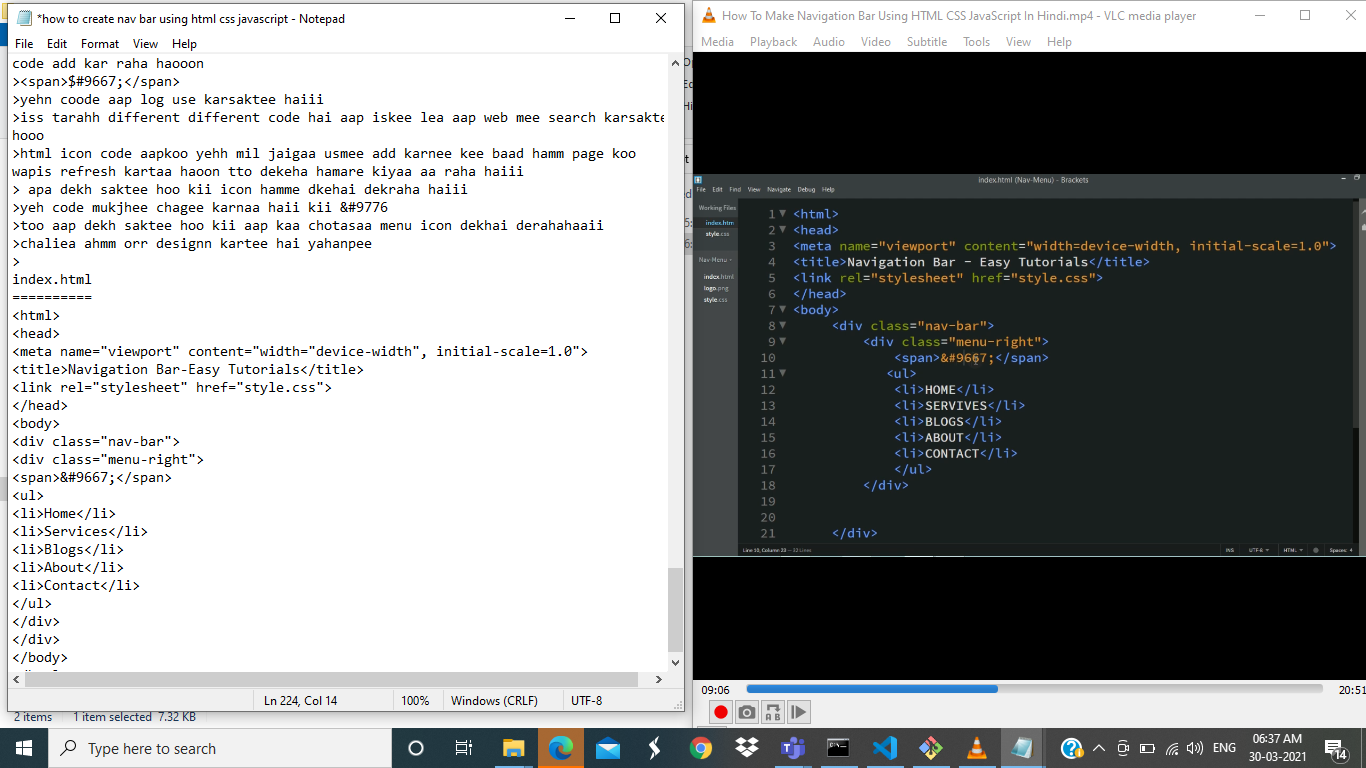 *how to create nav bar using html css javascript - Notepad
File Edit Format View Help
code add kar raha haooon
><span>$#9667;</span>
>yehn coode aap log use karsaktee haiii
>iss tarahh different different code hai aap iskee lea aap web mee search karsakte
hooo
>html icon code aapkoo yehh mil jaigaa usmee add karnee kee baad hamm page koo
wapis refresh kartaa haoon tto dekeha hamare kiyaa aa raha haiii
> apa dekh saktee hoo kii icon hamme dkehai dekraha haiii
>yeh code mukjhee chagee karnaa haii kii &#9776
>too aap dekh saktee hoo kii aap kaa chotasaa menu icon dekhai derahahaaii
>chaliea ahmm orr designn kartee hai yahanpee
>
index.html
==========
<html>
<head>
<meta name="viewport" content="width="device-width", initial-scale=1.0">
<title>Navigation Bar-Easy Tutorials</title>
<link rel="stylesheet" href="style.css">
</head>
<body>
<div class="nav-bar">
<div class="menu-right">
<span>&#9667;</span>
<ul>
<li>Home</li>
<li>Services</li>
<li>Blogs</li>
<li>About</li>
<li>Contact</li>
</ul>
</div>
</div>
</body>
Ln 224, Col 14 100% Windows (CRLF) UTF-8
2 items 1 item selected 7.32 KB
How To Make Navigation Bar Using HTML CSS JavaScript In Hindi.mp4 - VLC media player
Media Playback Audio Video Subtitle Tools View Help
index.html (Nav-Menu) - Brackets
File Edit Find View Navigate Debug Help
Working Files
index.htm
style.css
Nav-Menu
index.html
logo.png
style.css
1 <html>
2 <head>
3 <meta name="viewport" content="width=device-width, initial-scale=1.0">
4 <title>Navigation Bar - Easy Tutorials</title>
5 <link rel="stylesheet" href="style.css">
6 </head>
7 <body>
8 <div class="nav-bar">
9 <div class="menu-right">
10 <span>&#9667;</span>
11 <ul>
12 <li>HOME</li>
13 <li>SERVIVES</li>
14 <li>BLOGS</li>
15 <li>ABOUT</li>
16 <li>CONTACT</li>
17 </ul>
18 </div>
19
20
21 </div>
Line 10, Column 23 — 22 Lines INS UTF-8 HTML Spaces: 4
09:06 20:51
Type here to search
ENG 06:37 AM
30-03-2021
14